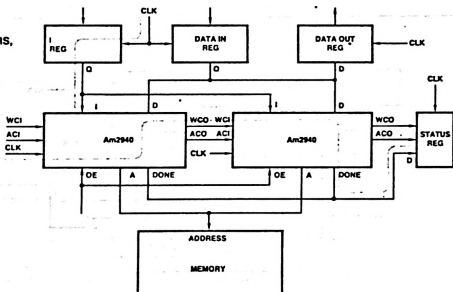 CLK
RS,
I
REG
DATA IN
REG
DATA OUT
REG
CLK
Q
Q
D
CLK
I
D
I
D
WCI
ACI
CLK
Am2940
WCO - WCI
ACO ACI
CLK
Am2940
WCO
ACO
STATUS
REG
D
OE
A
DONE
OE
A
DONE
ADDRESS
MEMORY